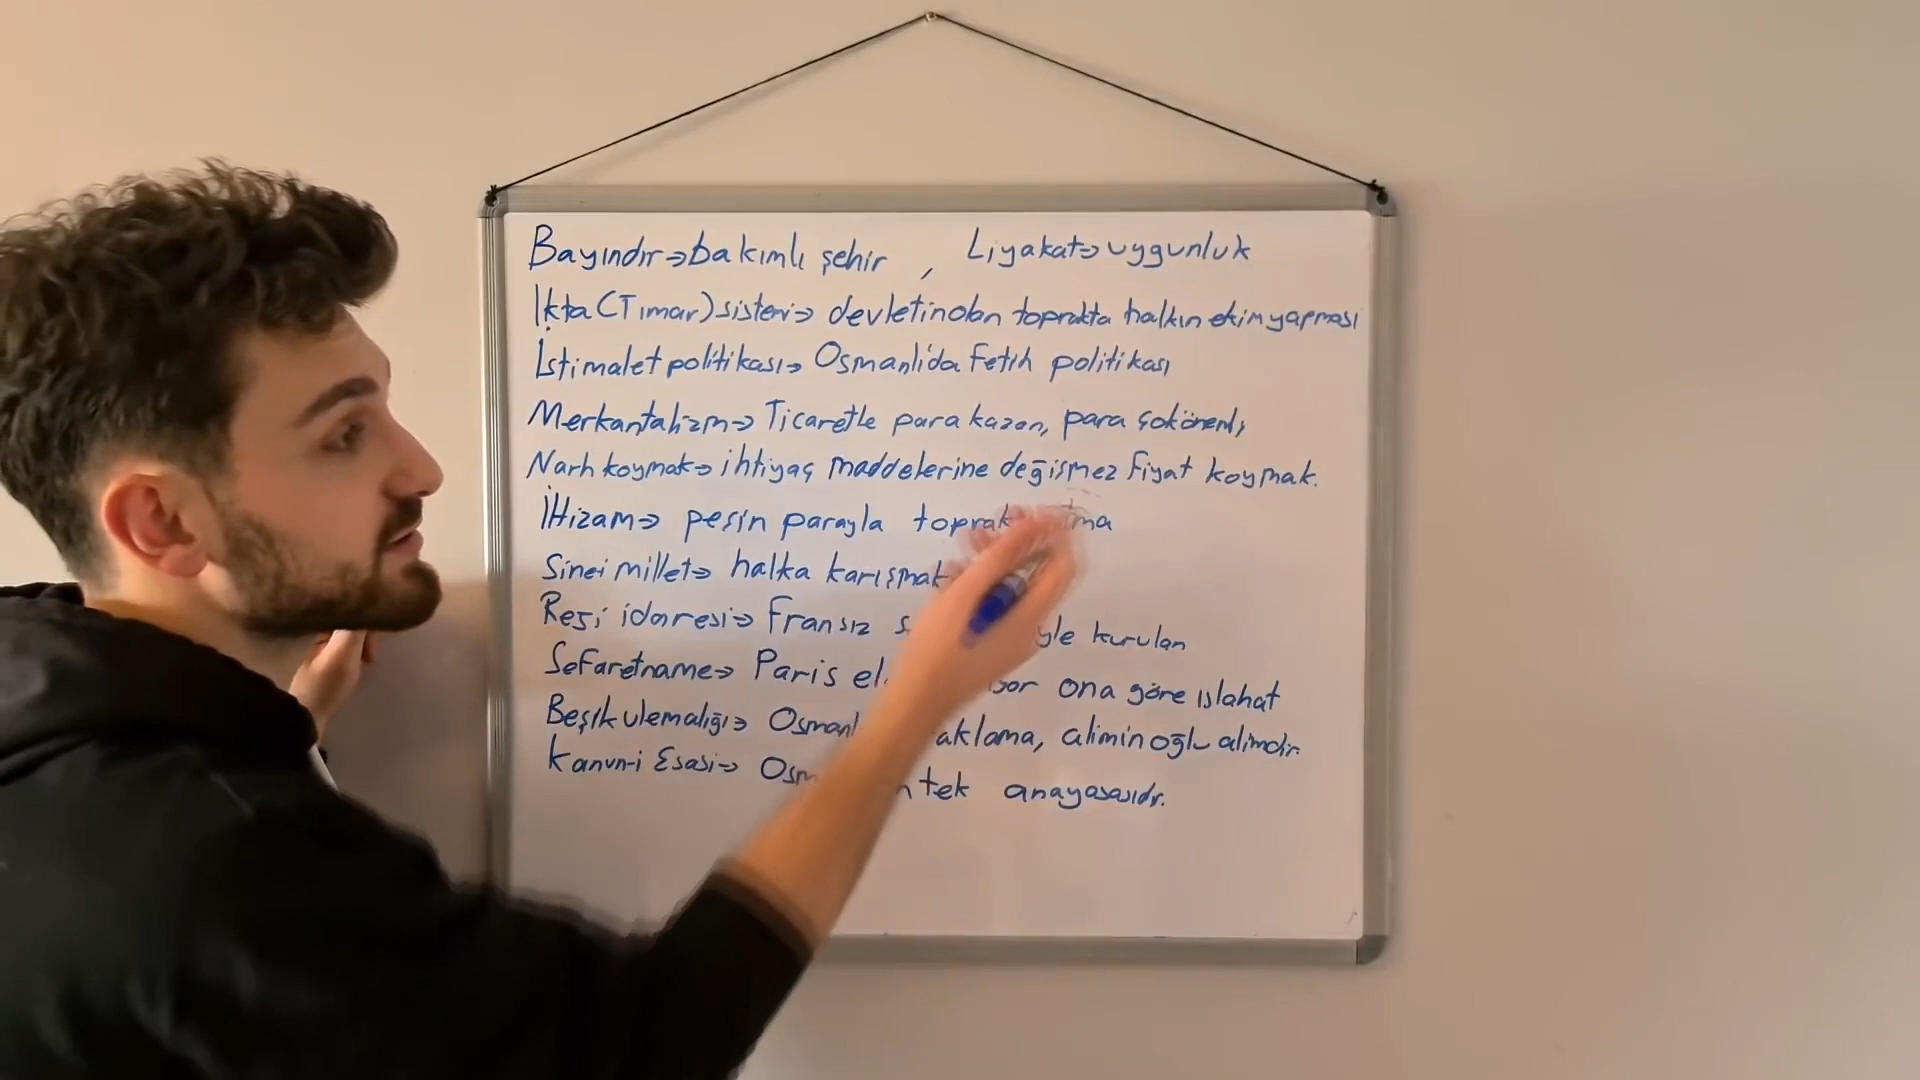 Bayındır→bakımlı şehir , Liyakat→uygunluk
İkta (Tımar) sistemi→ devletin olan toprakta halkın ekim yapması
İstimalet politikası→ Osmanlı'da Fetih politikası
Merkantalizm→ Ticaretle para kazan, para çok önemli
Narh koymak→ ihtiyaç maddelerine değişmez fiyat koymak.
İltizam→ peşin parayla
Sinei millet→ halka karışmak
Reji idaresi→ Fransız kurulan
Sefaretname→ Paris ona göre ıslahat
Beşik ulemalığı→ alimin oğlu alimdir.
Kanun-i Esasi→ tek anayasasıdır.